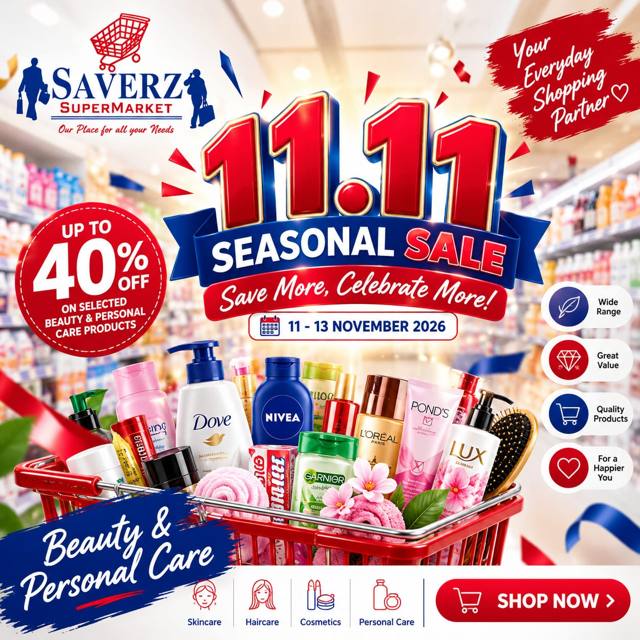 SAVERZ
SUPERMARKET
Our Place for all your Needs
Your
Everyday
Shopping
Partner
11.11
SEASONAL SALE
Save More, Celebrate More!
11 - 13 NOVEMBER 2026
UP TO
40% OFF
ON SELECTED
BEAUTY & PERSONAL
CARE PRODUCTS
Wide
Range
Great
Value
Quality
Products
For a
Happier
You
Dove
NIVEA
L'ORÉAL
PARIS
POND'S
LUX
GARNIER
Beauty &
Personal Care
Skincare
Haircare
Cosmetics
Personal Care
SHOP NOW